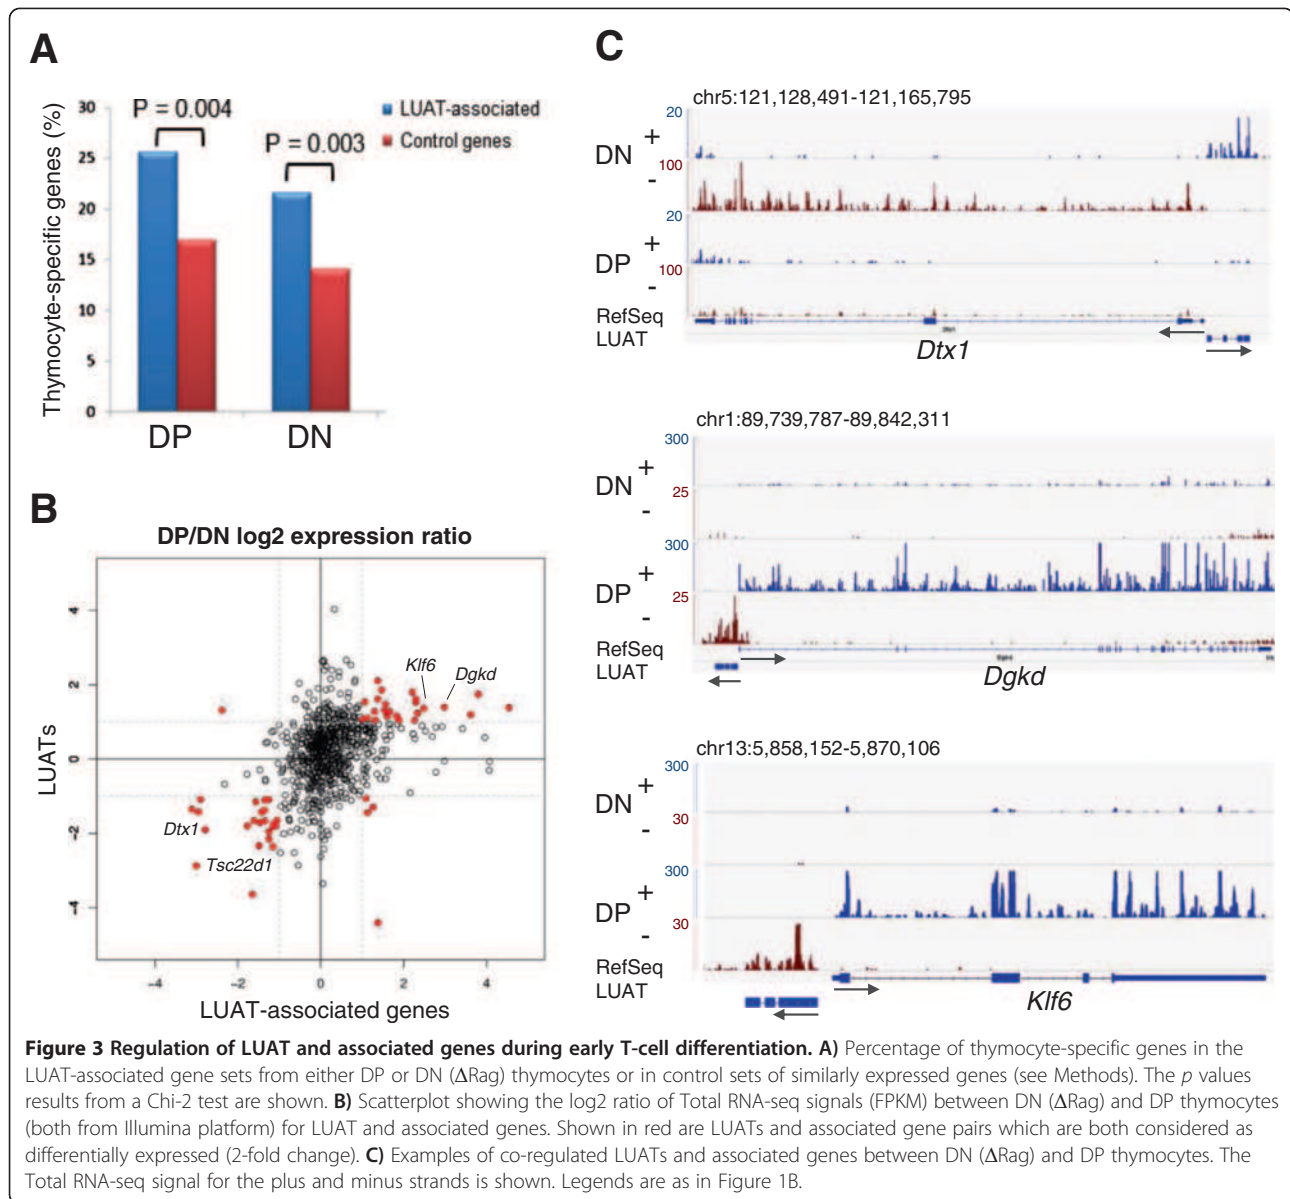 A
30
25
20
15
10
5
0
Thymocyte-specific genes (%)
P = 0.004
P = 0.003
LUAT-associated
Control genes
DP
DN
B
DP/DN log2 expression ratio
4
2
0
-2
-4
LUATs
Klf6
Dgkd
Dtx1
Tsc22d1
-4
-2
0
2
4
LUAT-associated genes
C
chr5:121,128,491-121,165,795
20
DN
+
100
-
20
DP
+
100
-
RefSeq
LUAT
Dtx1
chr1:89,739,787-89,842,311
300
DN
+
25
-
300
DP
+
25
-
RefSeq
LUAT
Dgkd
chr13:5,858,152-5,870,106
300
DN
+
30
-
300
DP
+
30
-
RefSeq
LUAT
Klf6
Figure 3 Regulation of LUAT and associated genes during early T-cell differentiation. A) Percentage of thymocyte-specific genes in the
LUAT-associated gene sets from either DP or DN (ΔRag) thymocytes or in control sets of similarly expressed genes (see Methods). The p values
results from a Chi-2 test are shown. B) Scatterplot showing the log2 ratio of Total RNA-seq signals (FPKM) between DN (ΔRag) and DP thymocytes
(both from Illumina platform) for LUAT and associated genes. Shown in red are LUATs and associated gene pairs which are both considered as
differentially expressed (2-fold change). C) Examples of co-regulated LUATs and associated genes between DN (ΔRag) and DP thymocytes. The
Total RNA-seq signal for the plus and minus strands is shown. Legends are as in Figure 1B.